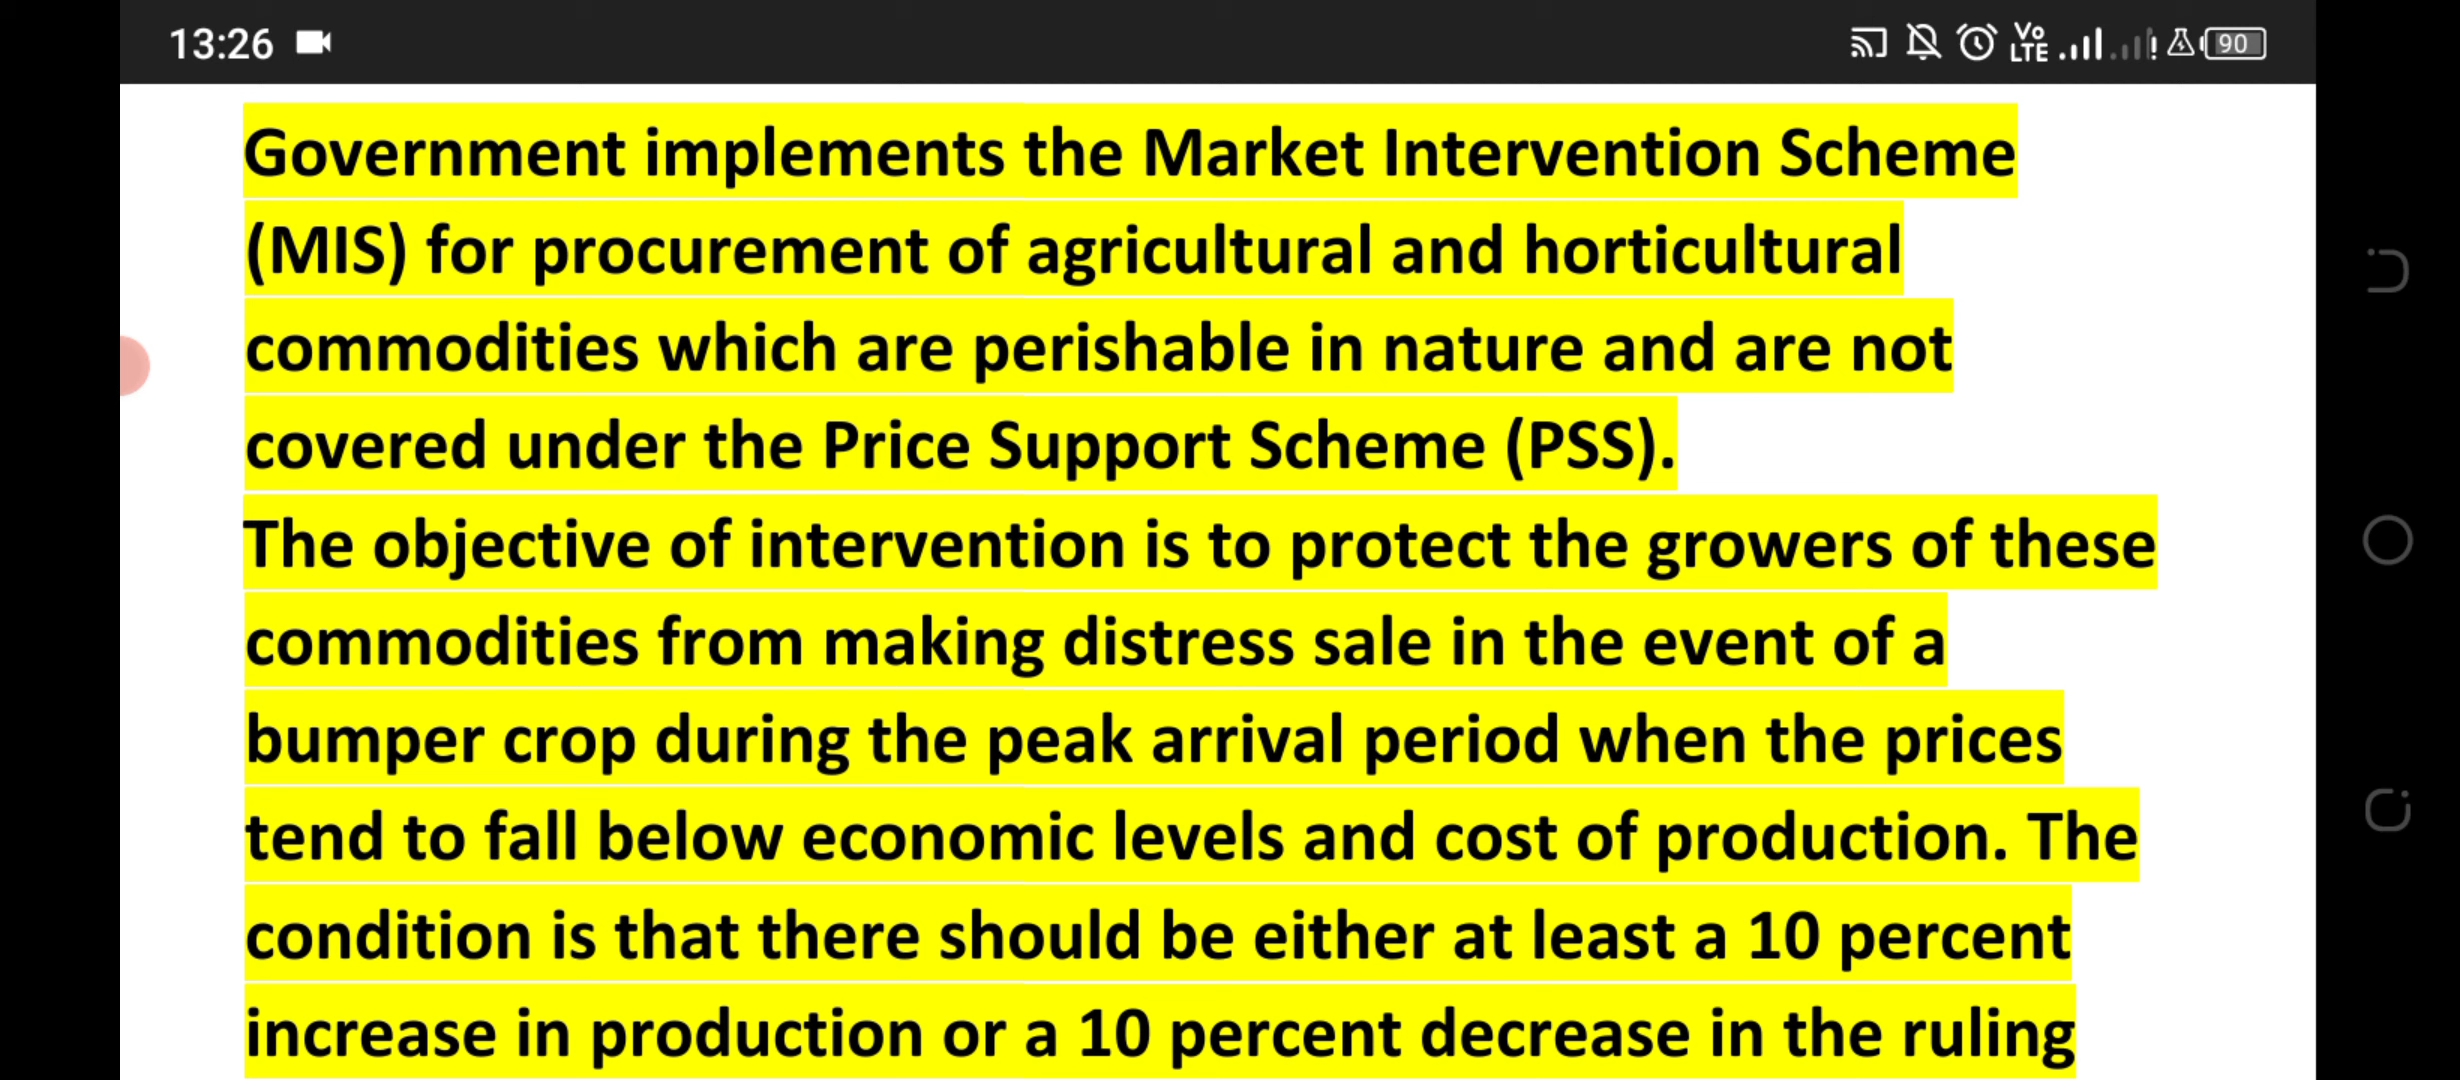 13:26 Vo LTE 90
Government implements the Market Intervention Scheme
(MIS) for procurement of agricultural and horticultural
commodities which are perishable in nature and are not
covered under the Price Support Scheme (PSS).
The objective of intervention is to protect the growers of these
commodities from making distress sale in the event of a
bumper crop during the peak arrival period when the prices
tend to fall below economic levels and cost of production. The
condition is that there should be either at least a 10 percent
increase in production or a 10 percent decrease in the ruling